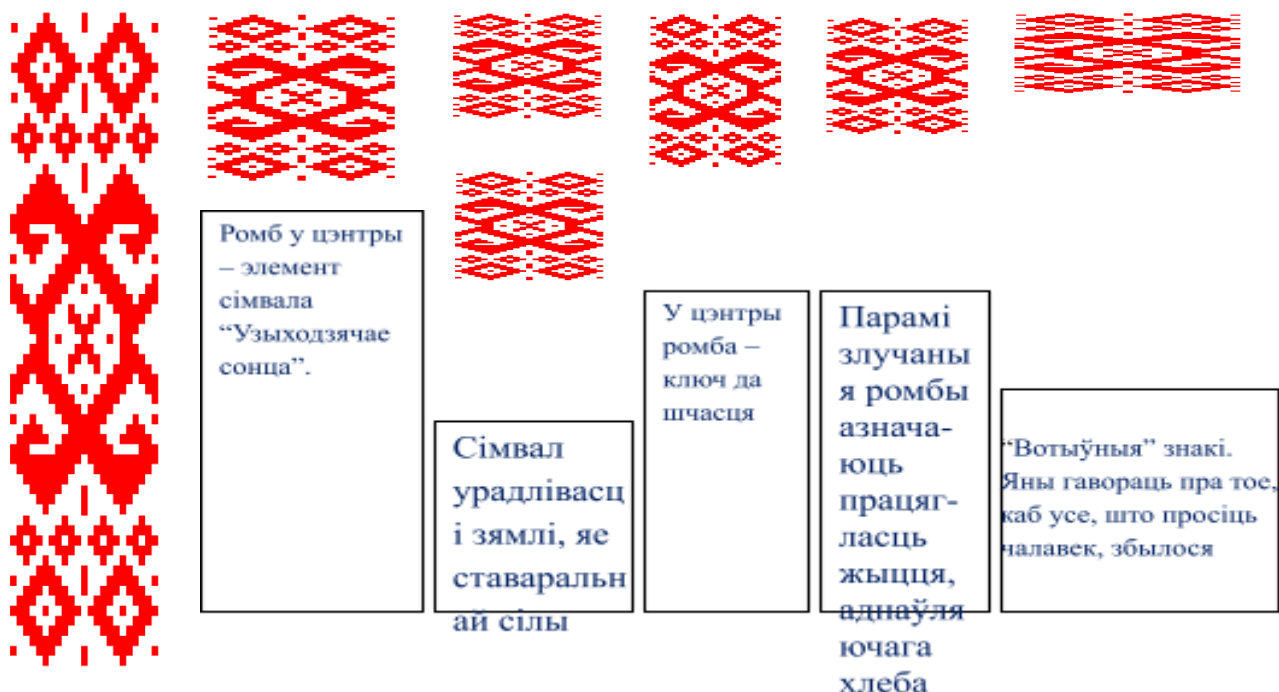 Ромб у цэнтры
– элемент
сімвала
“Узыходзячае
сонца”.
Сімвал
урадлівасц
і зямлі, яе
ставаральн
ай сілы
У цэнтры
ромба –
ключ да
шчасця
Парамі
злучаны
я ромбы
азнача-
юць
працяг-
ласць
жыцця,
аднаўля
ючага
хлеба
“Вотыўныя” знакі.
Яны гавораць пра тое,
каб усе, што просіць
чалавек, збылося